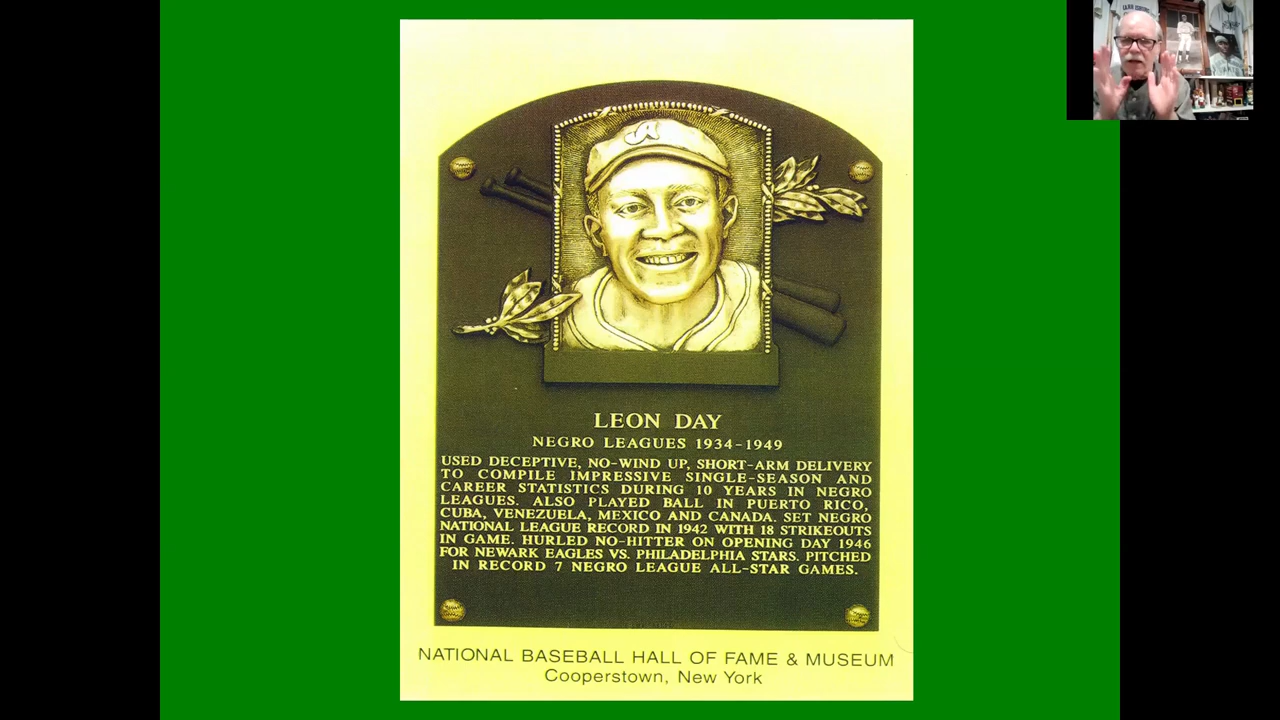 LEON DAY
NEGRO LEAGUES 1934-1949
USED DECEPTIVE, NO-WIND UP, SHORT-ARM DELIVERY
TO COMPILE IMPRESSIVE SINGLE-SEASON AND
CAREER STATISTICS DURING 10 YEARS IN NEGRO
LEAGUES. ALSO PLAYED BALL IN PUERTO RICO,
CUBA, VENEZUELA, MEXICO AND CANADA. SET NEGRO
NATIONAL LEAGUE RECORD IN 1942 WITH 18 STRIKEOUTS
IN GAME. HURLED NO-HITTER ON OPENING DAY 1946
FOR NEWARK EAGLES VS. PHILADELPHIA STARS. PITCHED
IN RECORD 7 NEGRO LEAGUE ALL-STAR GAMES.
NATIONAL BASEBALL HALL OF FAME & MUSEUM
Cooperstown, New York